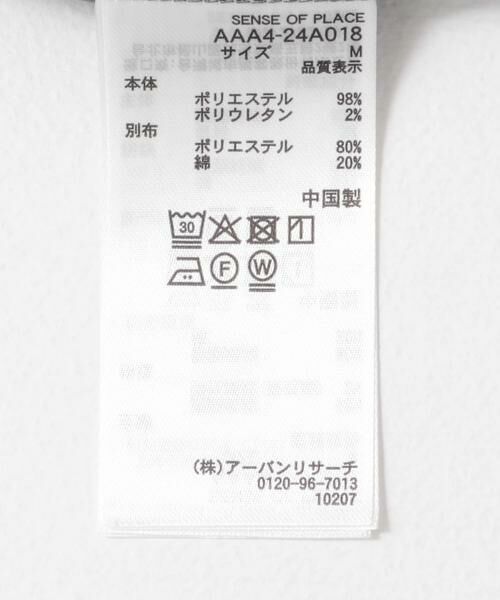 SENSE OF PLACE
AAA4-24A018
サイズ M
品質表示
本体
ポリエステル 98%
ポリウレタン 2%
別布
ポリエステル 80%
綿 20%
中国製
30
F W
(株)アーバンリサーチ
0120-96-7013
10207